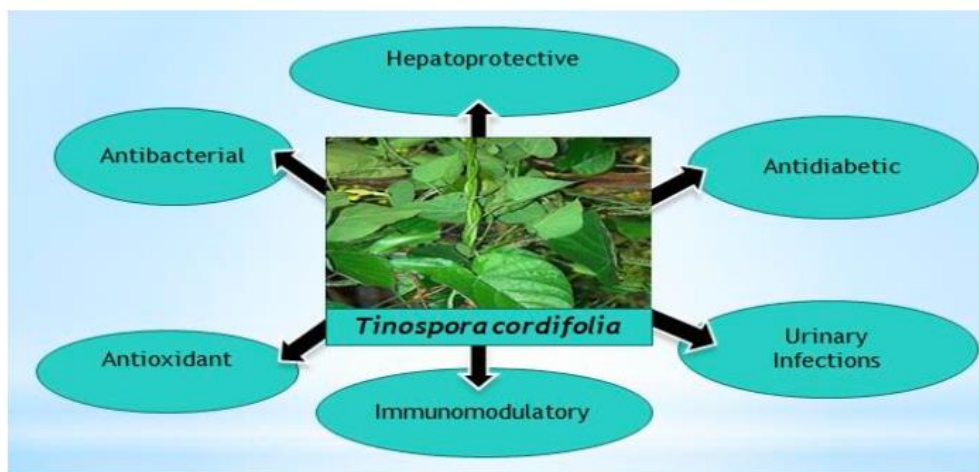 Hepatoprotective
Antibacterial
Antidiabetic
Tinospora cordifolia
Antioxidant
Urinary
Infections
Immunomodulatory